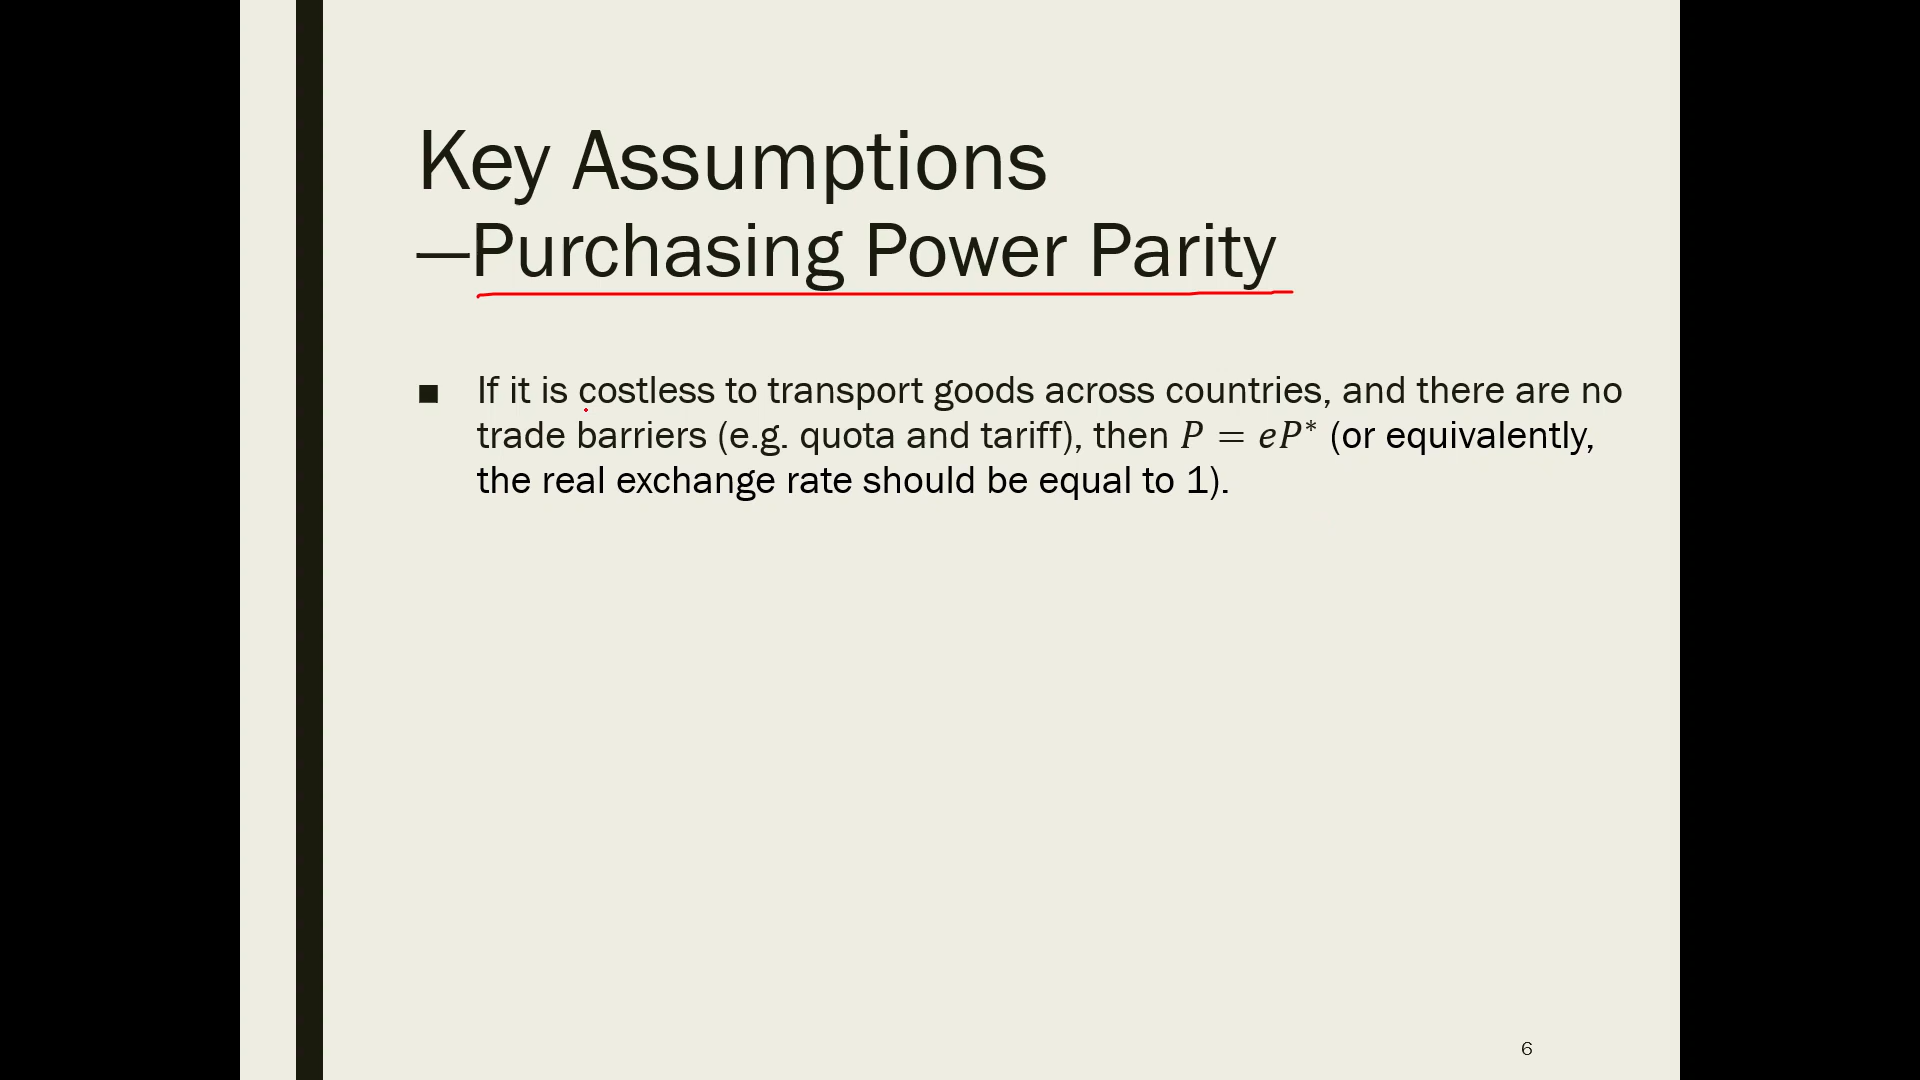 Key Assumptions
—Purchasing Power Parity
■ If it is costless to transport goods across countries, and there are no
trade barriers (e.g. quota and tariff), then P = eP* (or equivalently,
the real exchange rate should be equal to 1).
6